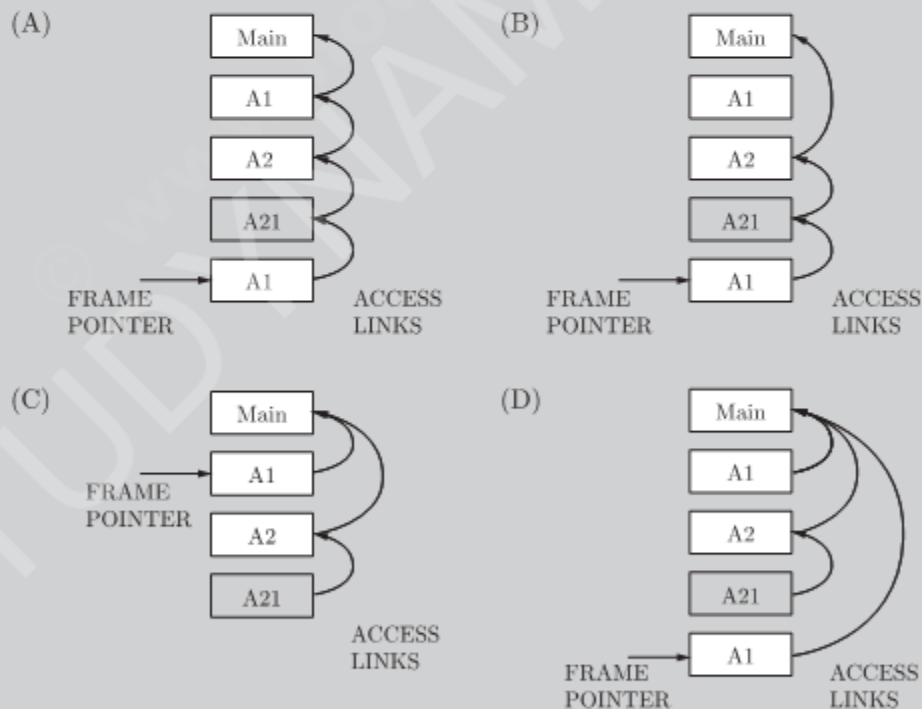 (A)
Main
A1
A2
A21
A1
FRAME
POINTER
ACCESS
LINKS
(B)
Main
A1
A2
A21
A1
FRAME
POINTER
ACCESS
LINKS
(C)
Main
A1
A2
A21
FRAME
POINTER
ACCESS
LINKS
(D)
Main
A1
A2
A21
A1
FRAME
POINTER
ACCESS
LINKS